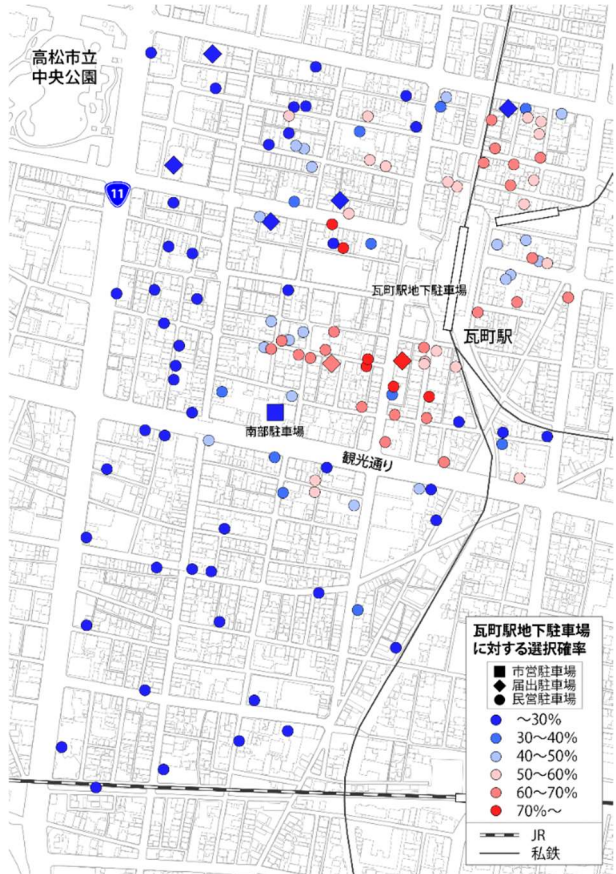 高松市立
中央公園
11
瓦町駅地下駐車場
瓦町駅
南部駐車場
観光通り
瓦町駅地下駐車場
に対する選択確率
市営駐車場
届出駐車場
民営駐車場
～30%
30～40%
40～50%
50～60%
60～70%
70%～
JR
私鉄